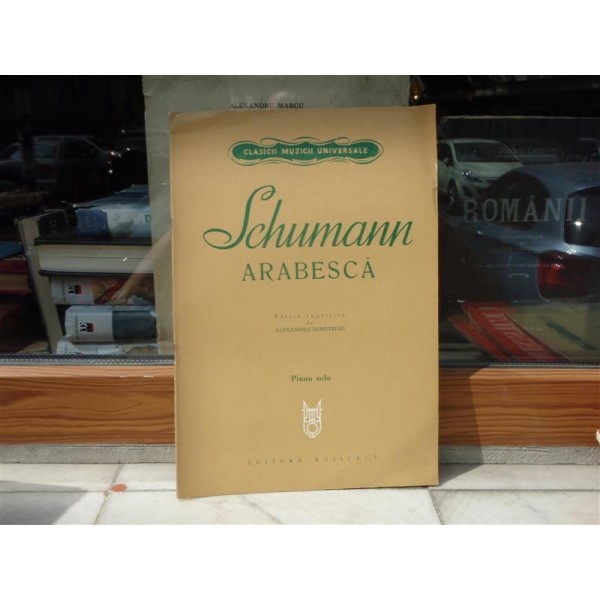 ALEXANDRU MARCU
CLASICII MUZICII UNIVERSALE
Schumann
ARABESCĂ
Ediție îngrijită
de
ALEXANDRU DEMETRIAD
Piano solo
EDITURA MUZICALĂ
ROMÂNII